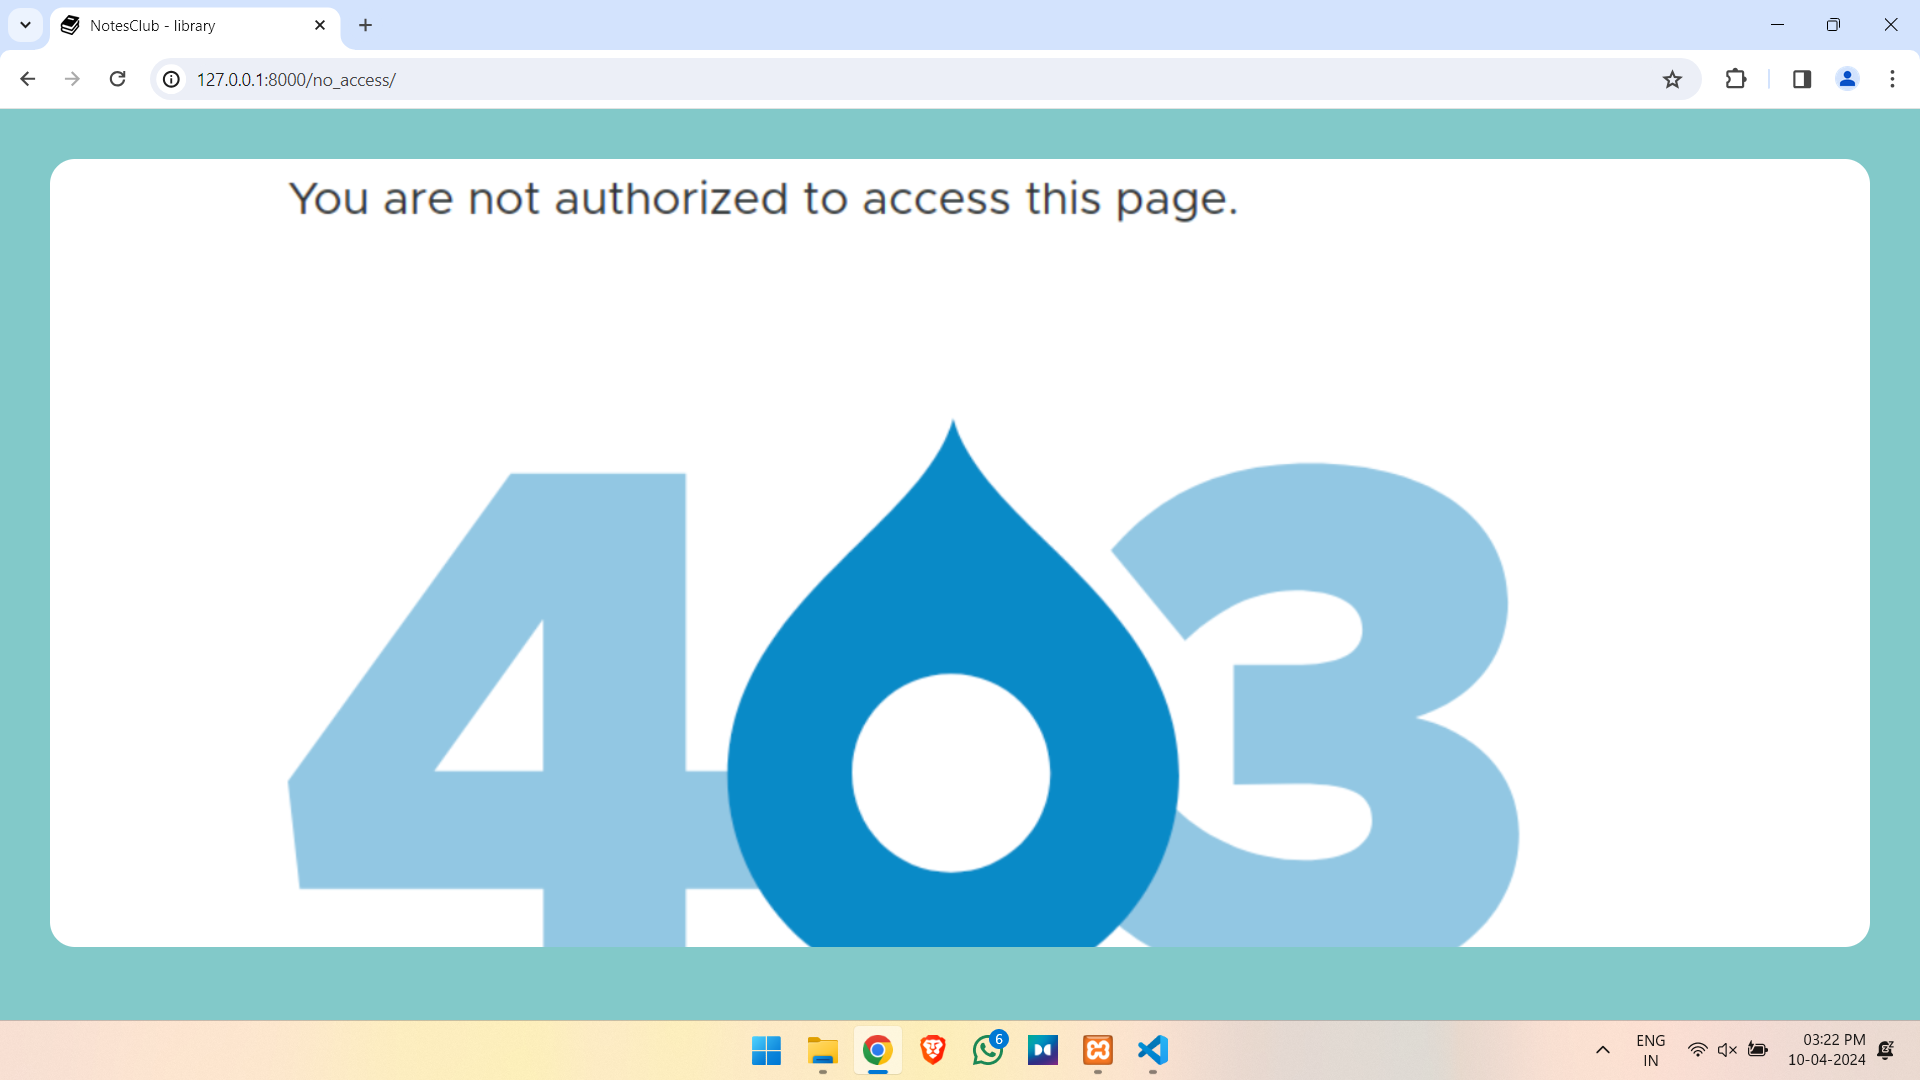 NotesClub - library
127.0.0.1:8000/no_access/
You are not authorized to access this page.
403
6
ENG
IN
03:22 PM
10-04-2024